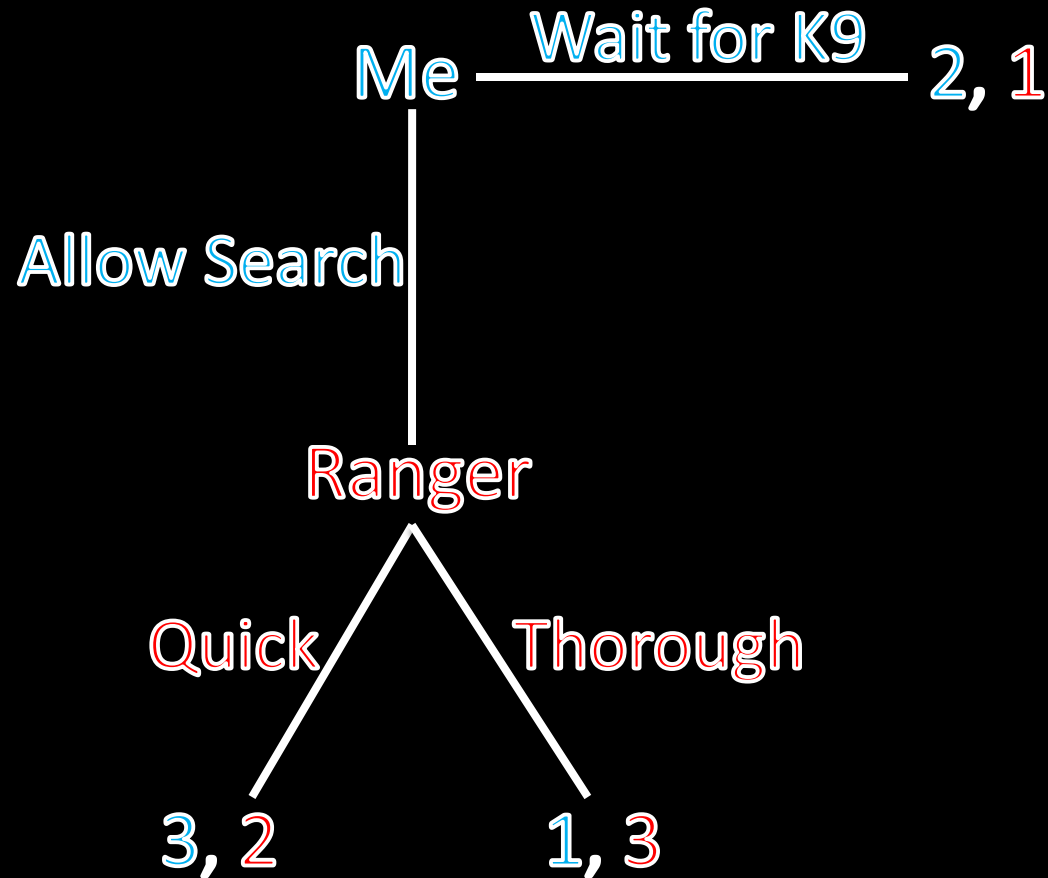 Wait for K9
Me
2, 1
Allow Search
Ranger
Quick
Thorough
3, 2
1, 3